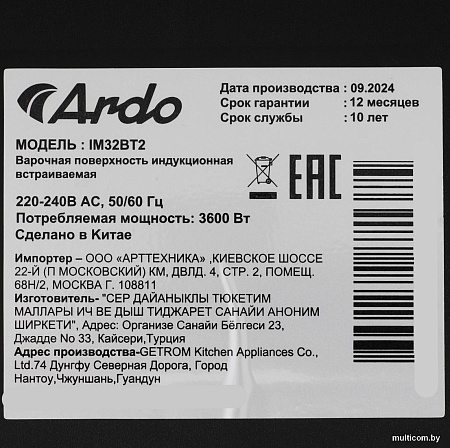 Ardo
Дата производства : 09.2024
Срок гарантии : 12 месяцев
Срок службы : 10 лет
МОДЕЛЬ : IM32BT2
Варочная поверхность индукционная
встраиваемая
EAC
220-240В AC, 50/60 Гц
Потребляемая мощность: 3600 Вт
Сделано в Китае
Импортер – ООО «АРТТЕХНИКА» ,КИЕВСКОЕ ШОССЕ
22-Й (П МОСКОВСКИЙ) КМ, ДВЛД. 4, СТР. 2, ПОМЕЩ.
68Н/2, МОСКВА Г. 108811
Изготовитель- "СЕР ДАЙАНЫКЛЫ ТЮКЕТИМ
МАЛЛАРЫ ИЧ ВЕ ДЫШ ТИДЖАРЕТ САНАЙИ АНОНИМ
ШИРКЕТИ", Адрес: Организе Санайи Бёлгеси 23,
Джадде No 33, Кайсери,Турция
Адрес производства-GETROM Kitchen Appliances Co.,
Ltd.74 Дунгфу Северная Дорога, Город
Нантоу,Чжуншань,Гуандун
multicom.by